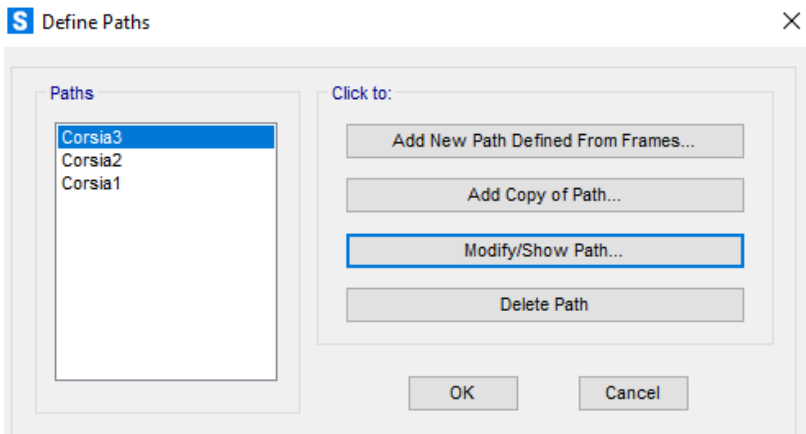 S Define Paths
Paths
Corsia3
Corsia2
Corsia1
Click to:
Add New Path Defined From Frames...
Add Copy of Path...
Modify/Show Path...
Delete Path
OK
Cancel